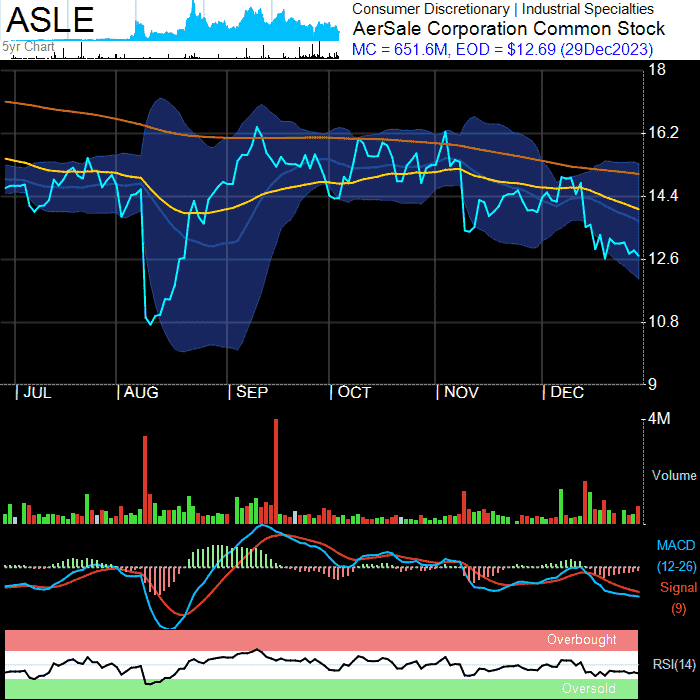 ASLE
5yr Chart
Consumer Discretionary | Industrial Specialties
AerSale Corporation Common Stock
MC = 651.6M, EOD = $12.69 (29Dec2023)
18
16.2
14.4
12.6
10.8
9
JUL
AUG
SEP
OCT
NOV
DEC
4M
Volume
MACD
(12-26)
Signal
(9)
Overbought
RSI(14)
Oversold